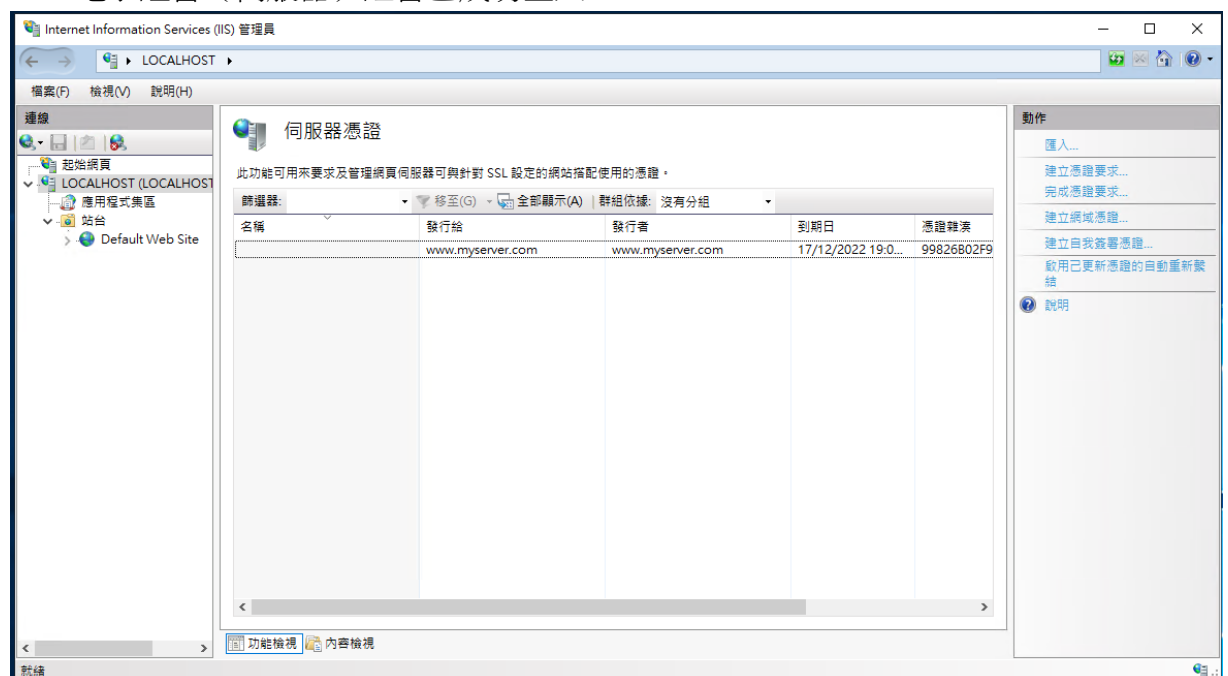 Internet Information Services (IIS) 管理員
LOCALHOST
檔案(F) 檢視(V) 說明(H)
連線
起始網頁
LOCALHOST (LOCALHOST
應用程式集區
站台
Default Web Site
伺服器憑證
此功能可用來要求及管理網頁伺服器可與針對 SSL 設定的網站搭配使用的憑證。
篩選器: 移至(G) 全部顯示(A) 群組依據: 沒有分組
名稱 發行給 發行者 到期日 憑證雜湊
www.myserver.com www.myserver.com 17/12/2022 19:0... 99826B02F9
功能檢視 內容檢視
動作
匯入...
建立憑證要求...
完成憑證要求...
建立網域憑證...
建立自我簽署憑證...
啟用已更新憑證的自動重新繫
結
說明
就緒